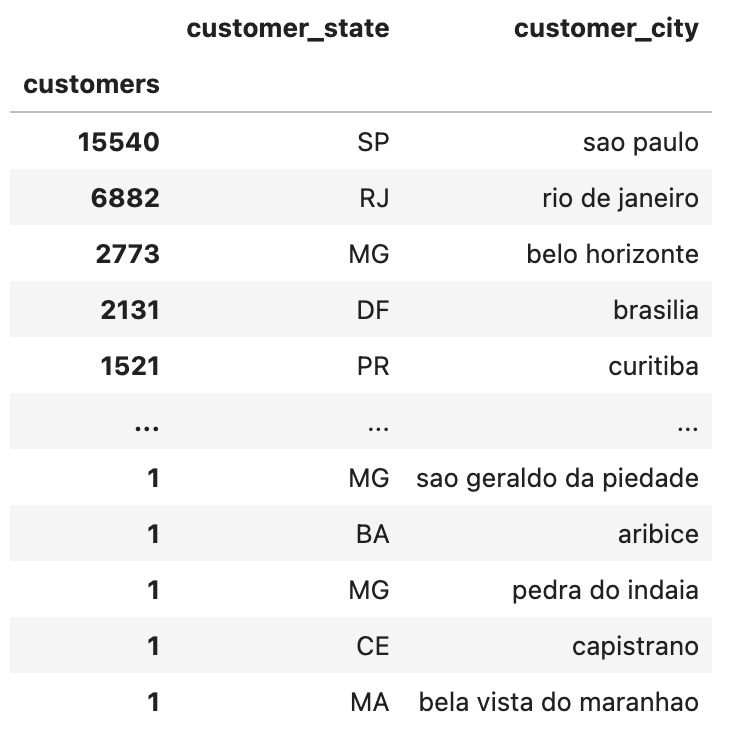 customer_state customer_city
customers
15540 SP sao paulo
6882 RJ rio de janeiro
2773 MG belo horizonte
2131 DF brasilia
1521 PR curitiba
... ... ...
1 MG sao geraldo da piedade
1 BA aribice
1 MG pedra do indaia
1 CE capistrano
1 MA bela vista do maranhao